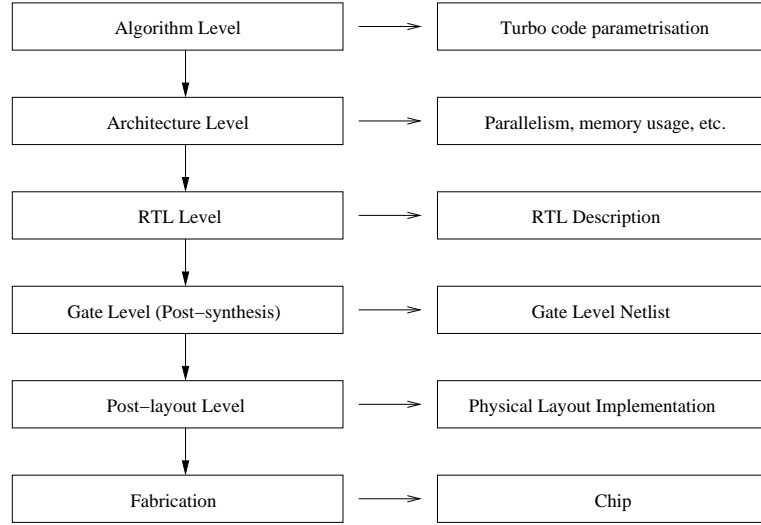 Algorithm Level
Turbo code parametrisation
Architecture Level
Parallelism, memory usage, etc.
RTL Level
RTL Description
Gate Level (Post−synthesis)
Gate Level Netlist
Post−layout Level
Physical Layout Implementation
Fabrication
Chip